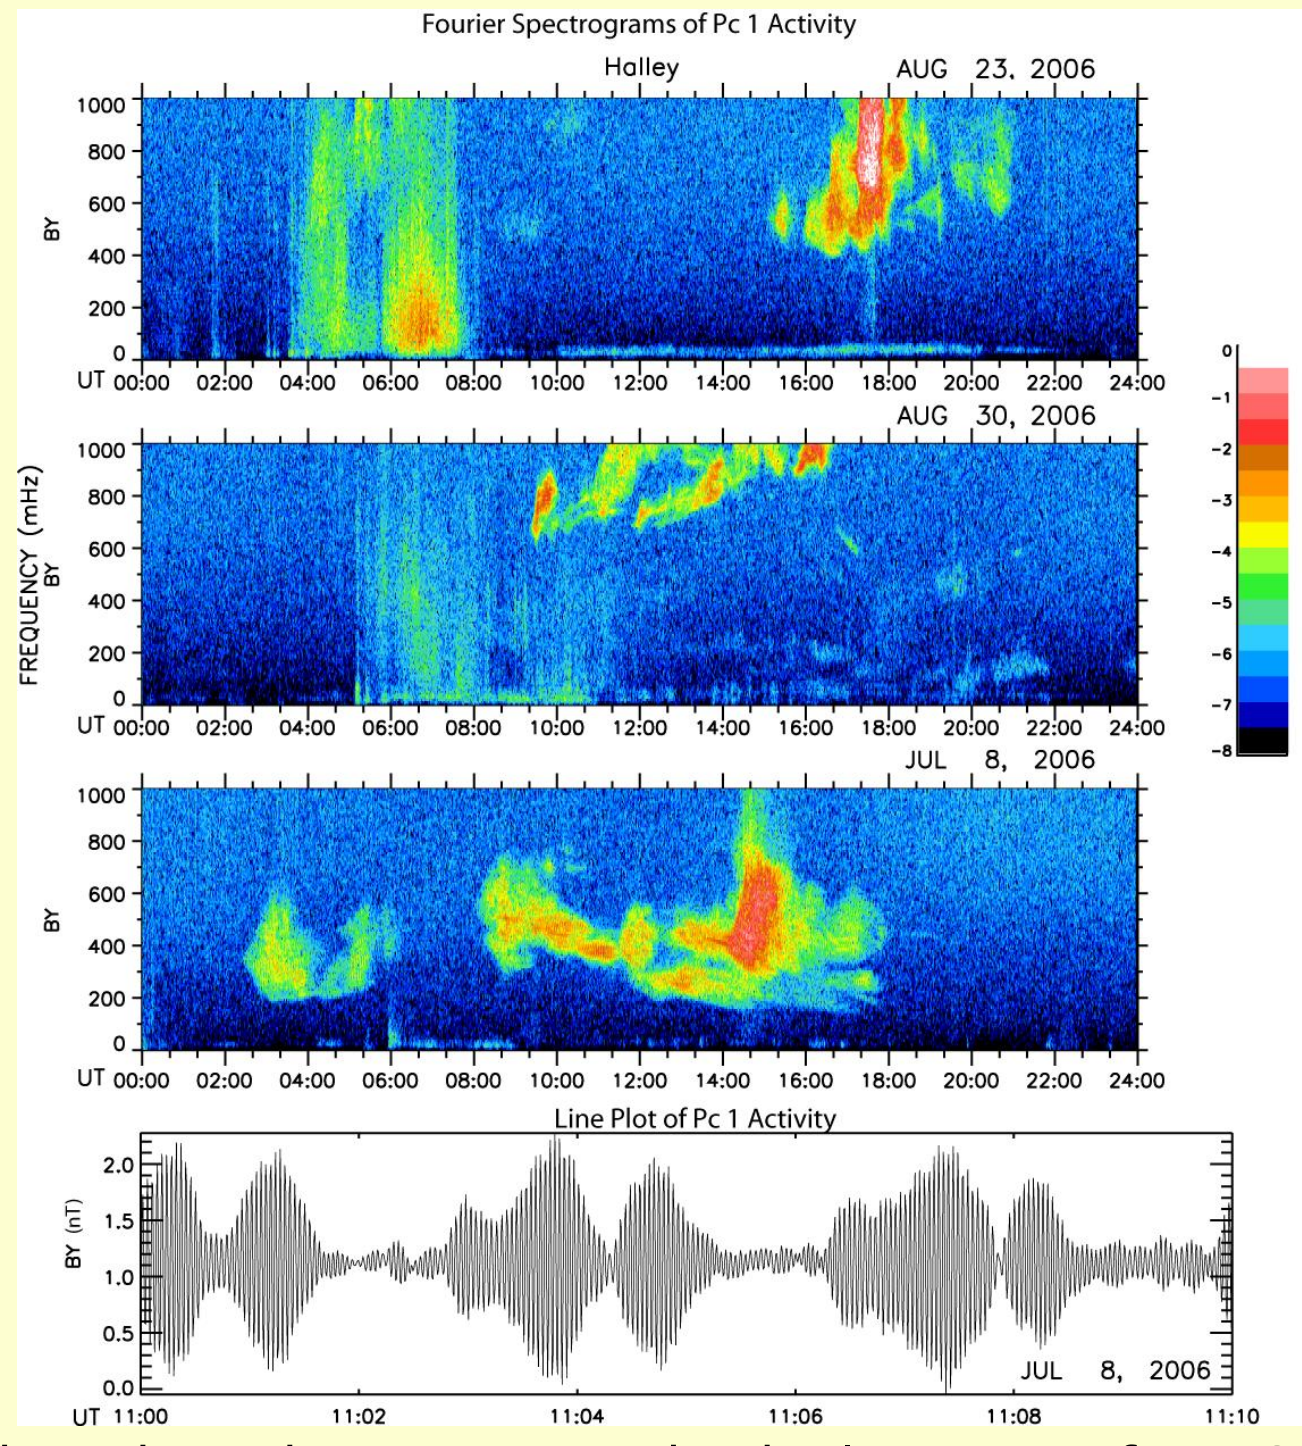 Fourier Spectrograms of Pc 1 Activity
Halley
AUG 23, 2006
1000
800
600
400
200
0
BY
UT 00:00 02:00 04:00 06:00 08:00 10:00 12:00 14:00 16:00 18:00 20:00 22:00 24:00
AUG 30, 2006
1000
800
600
400
200
0
FREQUENCY (mHz)
BY
UT 00:00 02:00 04:00 06:00 08:00 10:00 12:00 14:00 16:00 18:00 20:00 22:00 24:00
0
-1
-2
-3
-4
-5
-6
-7
-8
JUL 8, 2006
1000
800
600
400
200
0
BY
UT 00:00 02:00 04:00 06:00 08:00 10:00 12:00 14:00 16:00 18:00 20:00 22:00 24:00
Line Plot of Pc 1 Activity
2.0
1.5
1.0
0.5
0.0
BY (nT)
JUL 8, 2006
UT 11:00 11:02 11:04 11:06 11:08 11:10